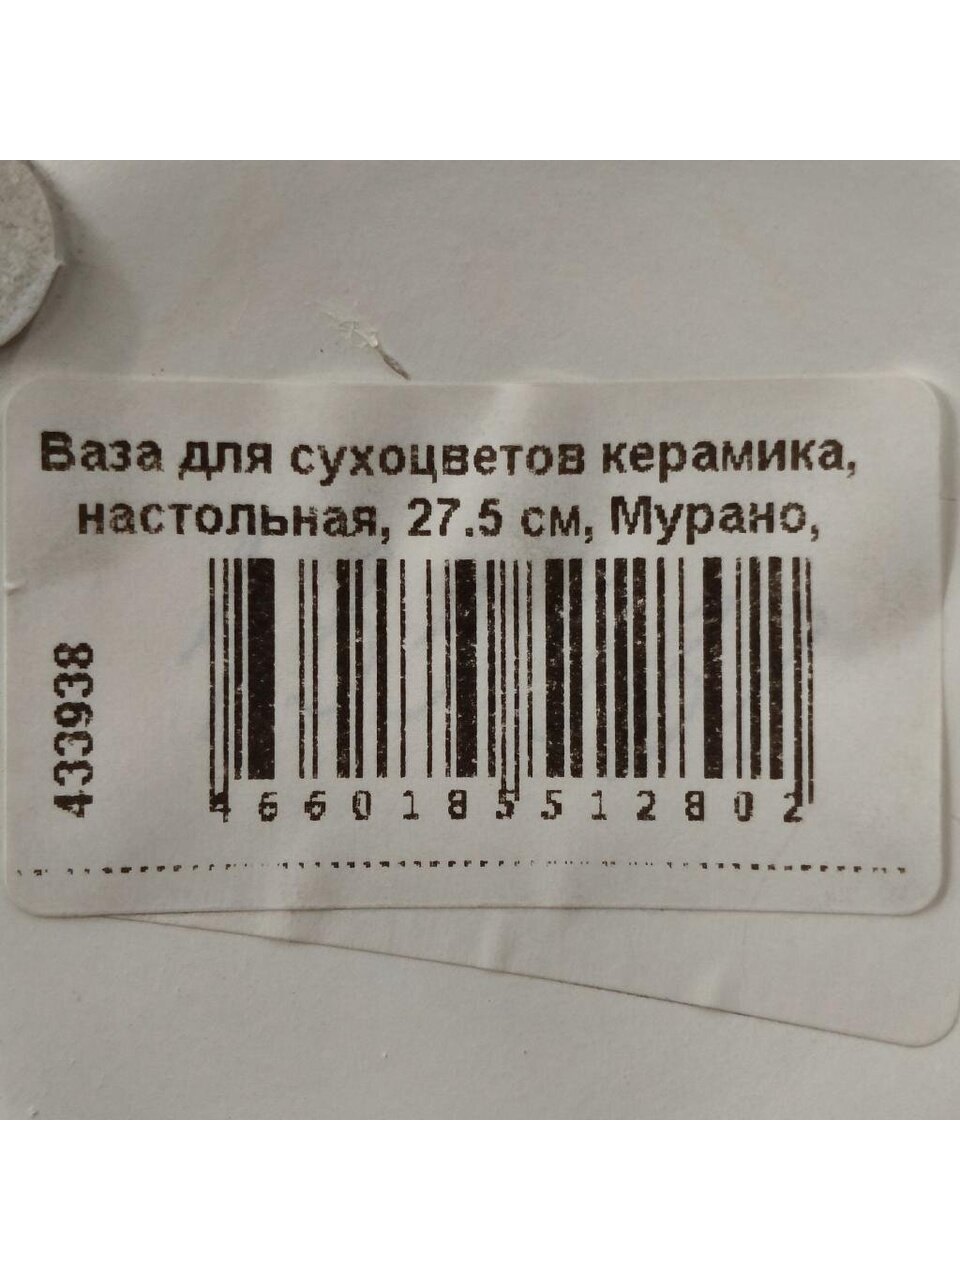 Ваза для сухоцветов керамика,
настольная, 27.5 см, Мурано,
433938
4660185512802